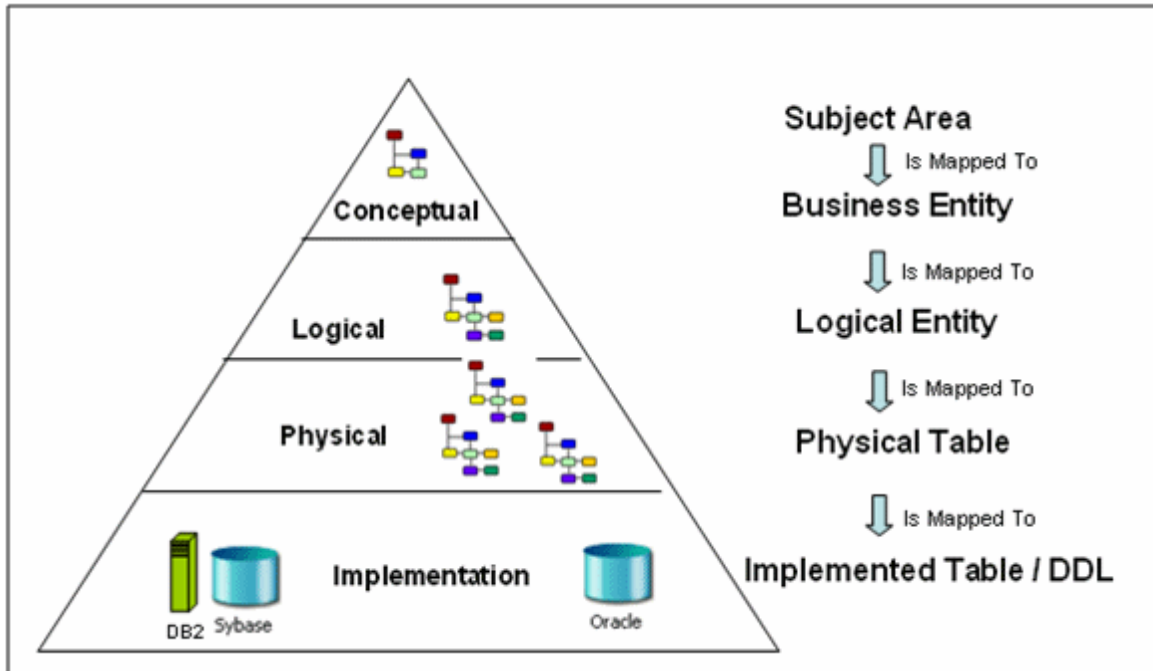 Subject Area
Is Mapped To
Conceptual
Business Entity
Is Mapped To
Logical
Logical Entity
Is Mapped To
Physical
Physical Table
Is Mapped To
Implementation
Implemented Table / DDL
DB2
Sybase
Oracle